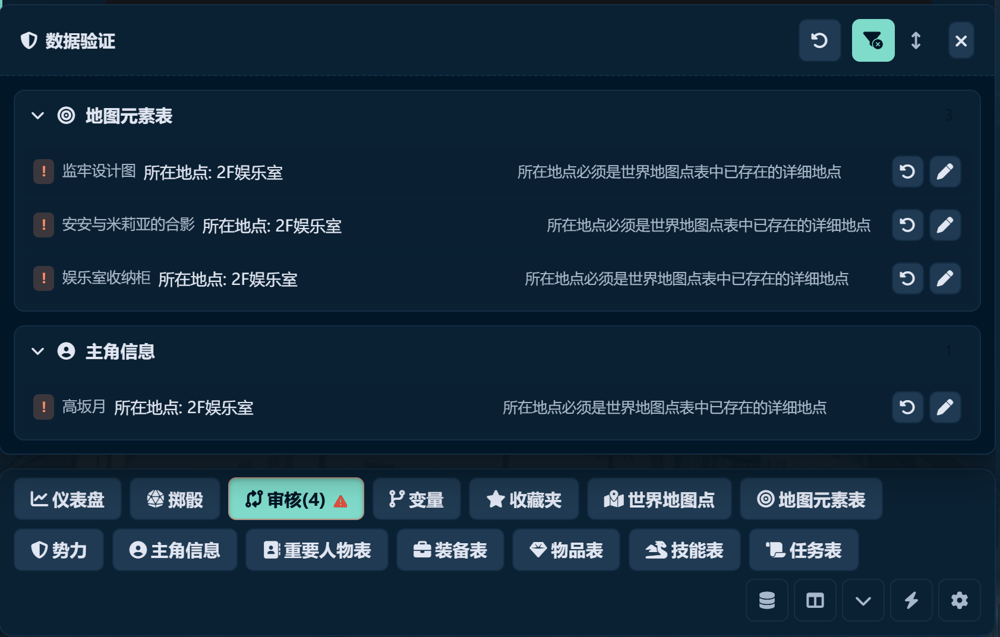 数据验证
地图元素表 3
! 监牢设计图 所在地点: 2F娱乐室 所在地点必须是世界地图点表中已存在的详细地点
! 安安与米莉亚的合影 所在地点: 2F娱乐室 所在地点必须是世界地图点表中已存在的详细地点
! 娱乐室收纳柜 所在地点: 2F娱乐室 所在地点必须是世界地图点表中已存在的详细地点
主角信息 1
! 高坂月 所在地点: 2F娱乐室 所在地点必须是世界地图点表中已存在的详细地点
仪表盘 掷骰 审核(4) 变量 收藏夹 世界地图点 地图元素表
势力 主角信息 重要人物表 装备表 物品表 技能表 任务表